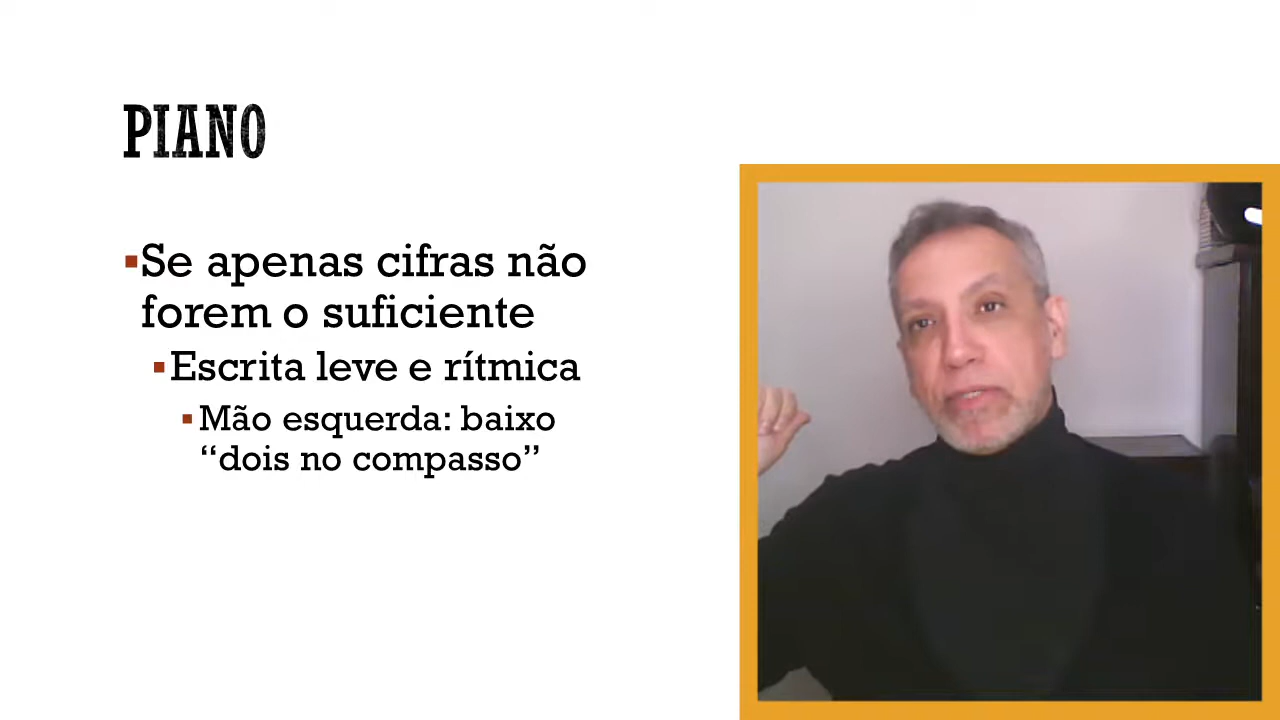 PIANO
▪Se apenas cifras não
forem o suficiente
▪Escrita leve e rítmica
▪Mão esquerda: baixo
“dois no compasso”